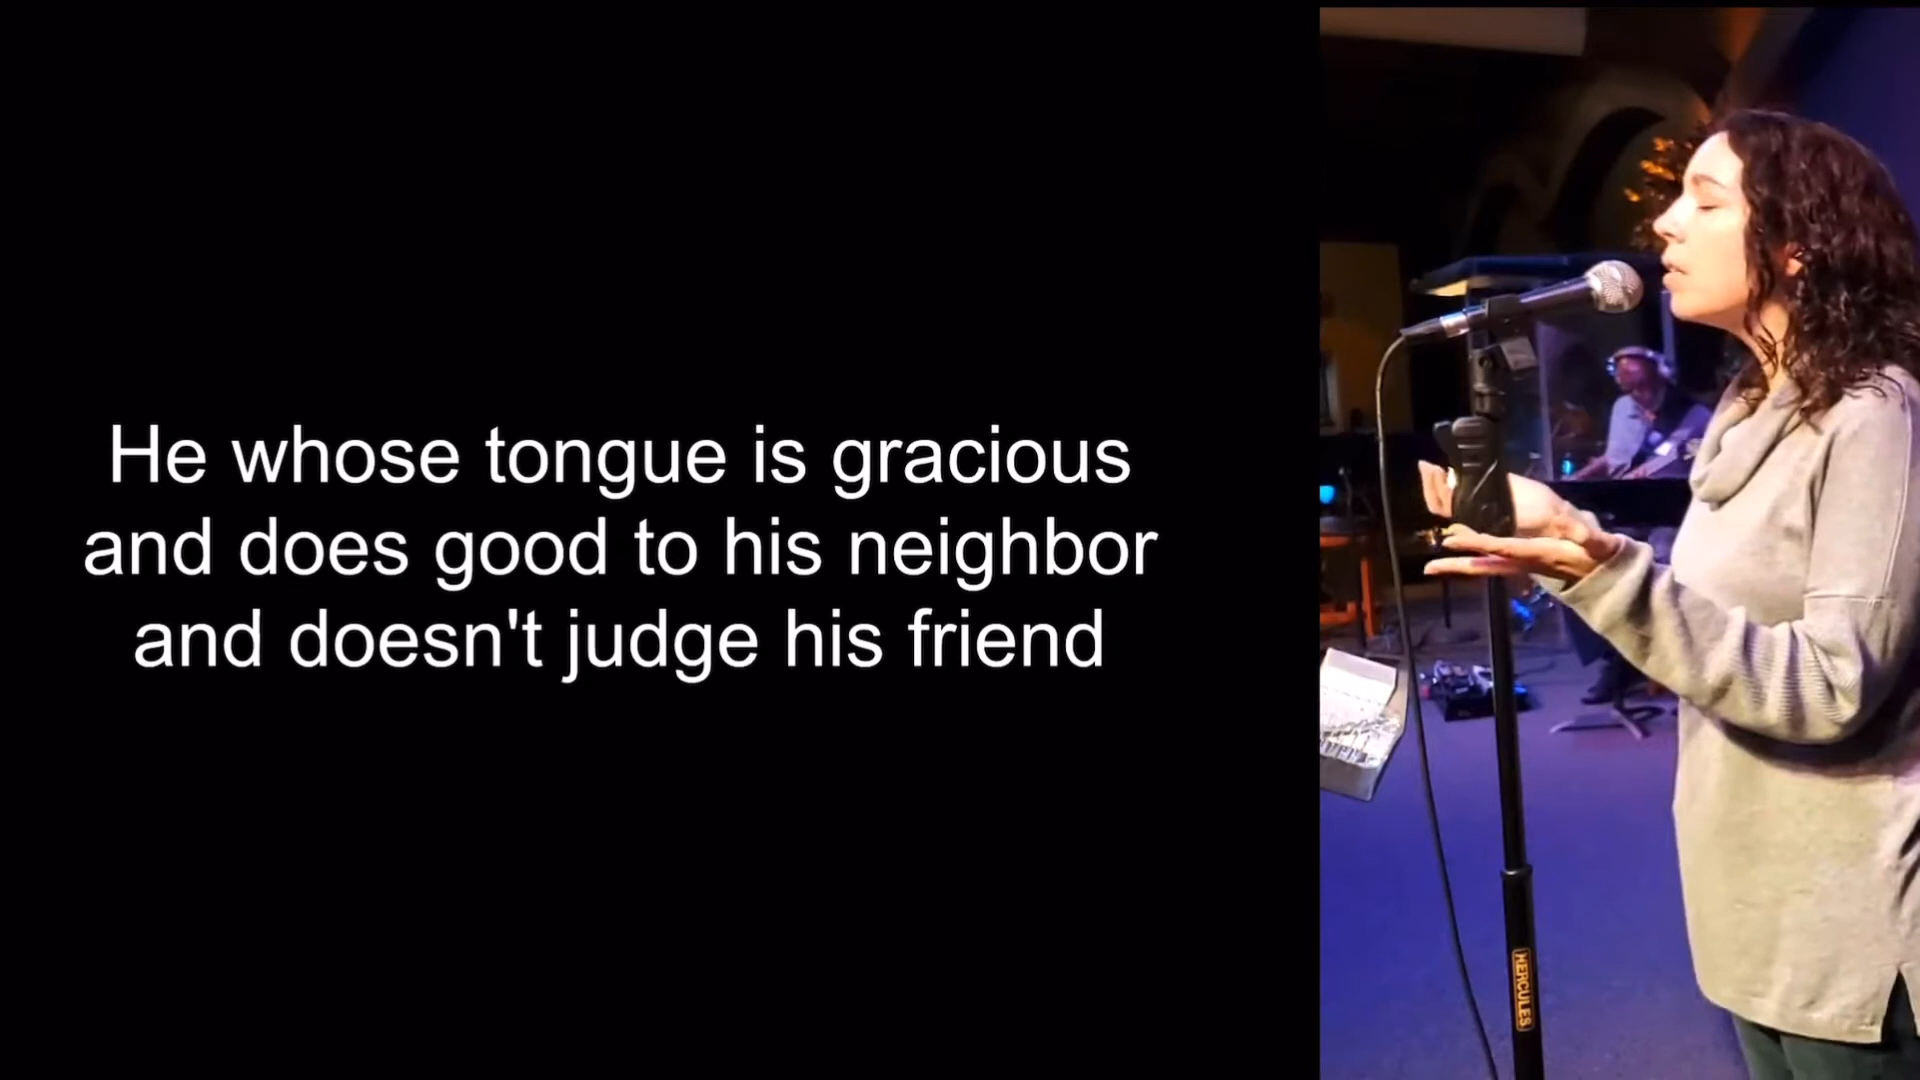 He whose tongue is gracious
and does good to his neighbor
and doesn't judge his friend
HERCULES